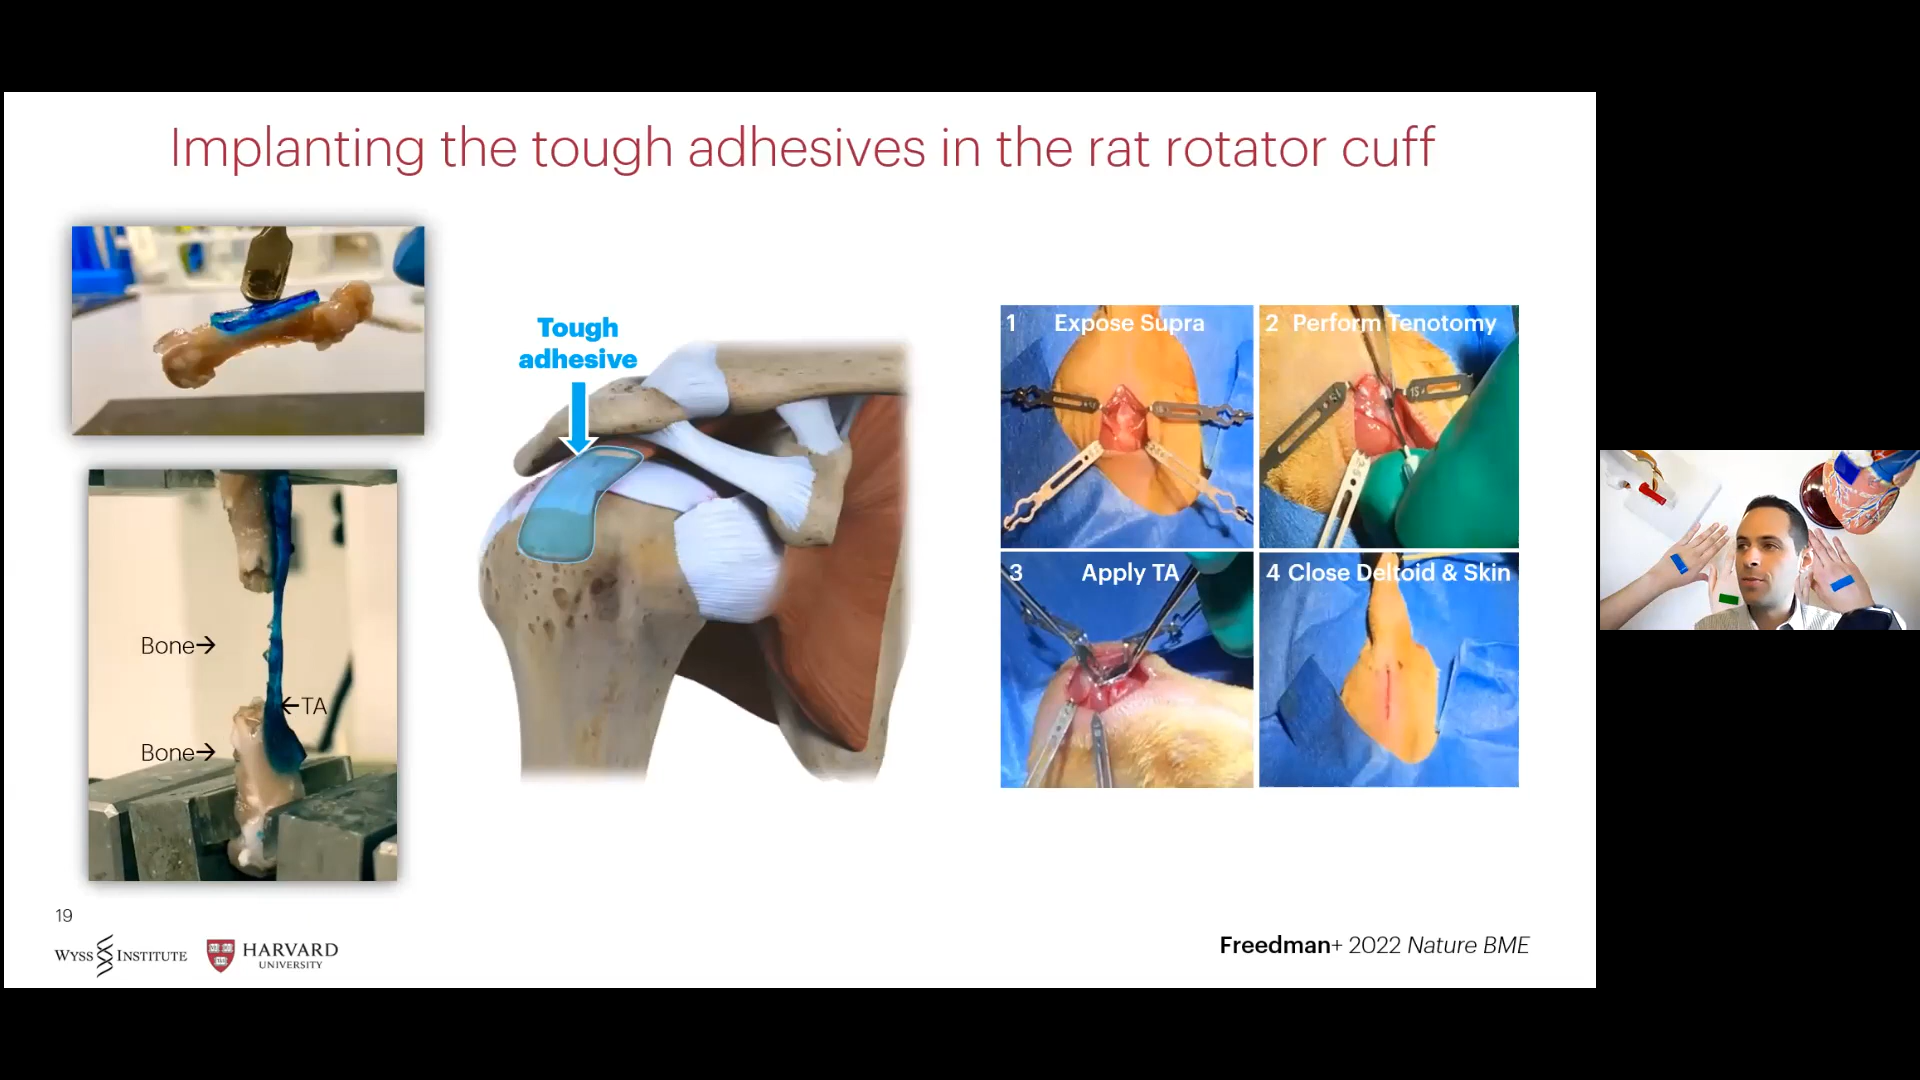 Implanting the tough adhesives in the rat rotator cuff
Tough
adhesive
Bone→
←TA
Bone→
1 Expose Supra
2 Perform Tenotomy
3 Apply TA
4 Close Deltoid & Skin
19
WYSS INSTITUTE
HARVARD
UNIVERSITY
Freedman+ 2022 Nature BME